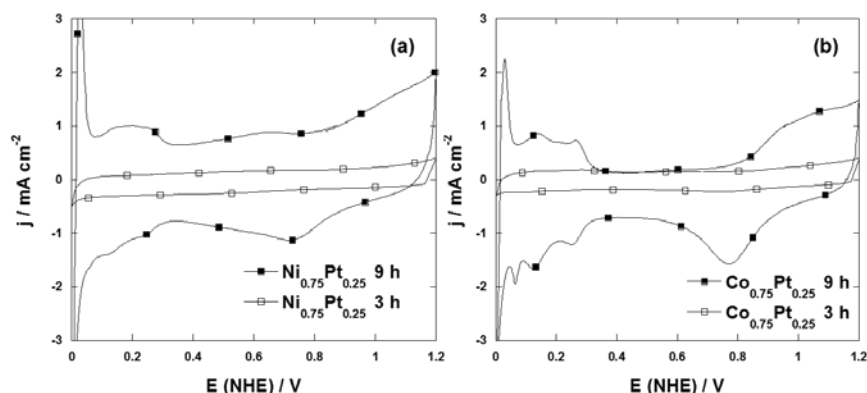 (a)
3
2
1
0
-1
-2
-3
j / mA cm⁻²
0 0.2 0.4 0.6 0.8 1 1.2
E (NHE) / V
Ni₀.₇₅Pt₀.₂₅ 9 h
Ni₀.₇₅Pt₀.₂₅ 3 h
(b)
3
2
1
0
-1
-2
-3
j / mA cm⁻²
0 0.2 0.4 0.6 0.8 1 1.2
E (NHE) / V
Co₀.₇₅Pt₀.₂₅ 9 h
Co₀.₇₅Pt₀.₂₅ 3 h